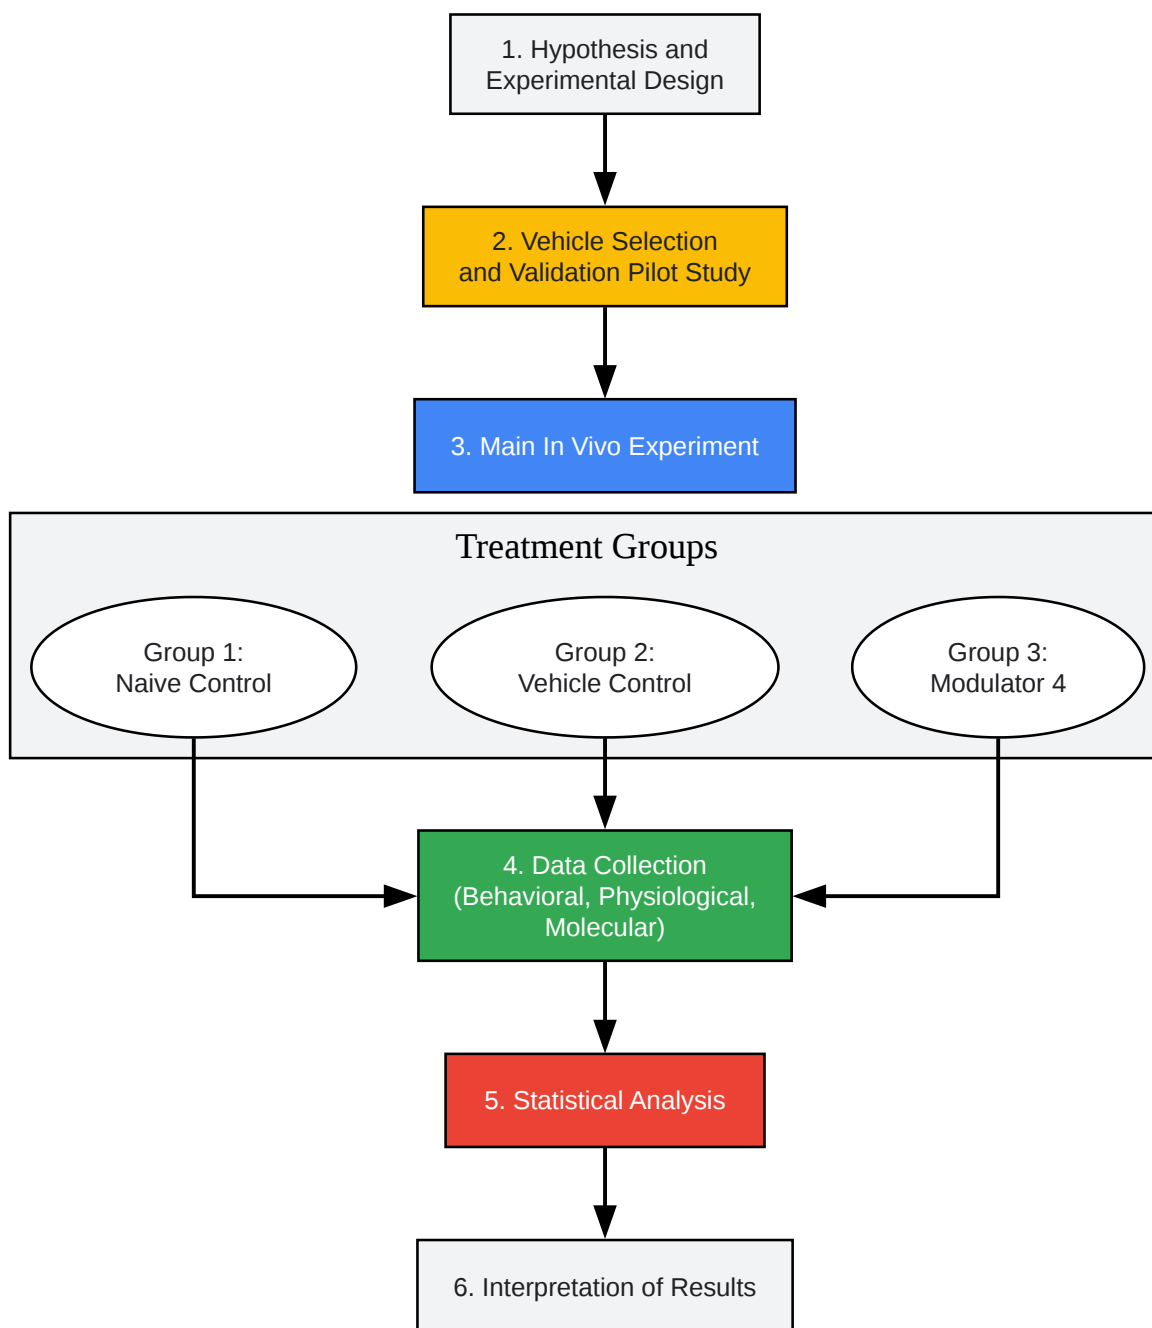 1. Hypothesis and
Experimental Design
2. Vehicle Selection
and Validation Pilot Study
3. Main In Vivo Experiment
Treatment Groups
Group 1:
Naive Control
Group 2:
Vehicle Control
Group 3:
Modulator 4
4. Data Collection
(Behavioral, Physiological,
Molecular)
5. Statistical Analysis
6. Interpretation of Results